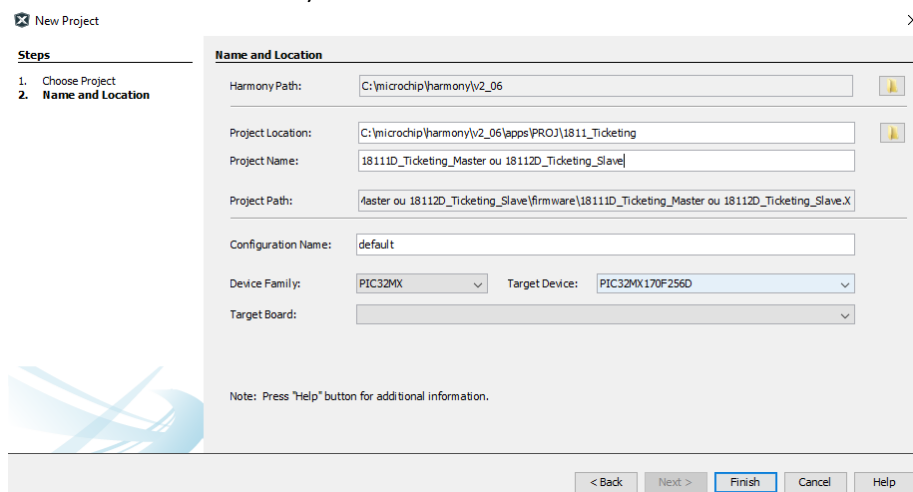 New Project
Steps
1. Choose Project
2. Name and Location
Name and Location
Harmony Path: C:\microchip\harmony\v2_06
Project Location: C:\microchip\harmony\v2_06\apps\PROJ\1811_Ticketing
Project Name: 18111D_Ticketing_Master ou 18112D_Ticketing_Slave
Project Path: Master ou 18112D_Ticketing_Slave\firmware\18111D_Ticketing_Master ou 18112D_Ticketing_Slave.X
Configuration Name: default
Device Family: PIC32MX Target Device: PIC32MX170F256D
Target Board:
Note: Press "Help" button for additional information.
< Back Next > Finish Cancel Help